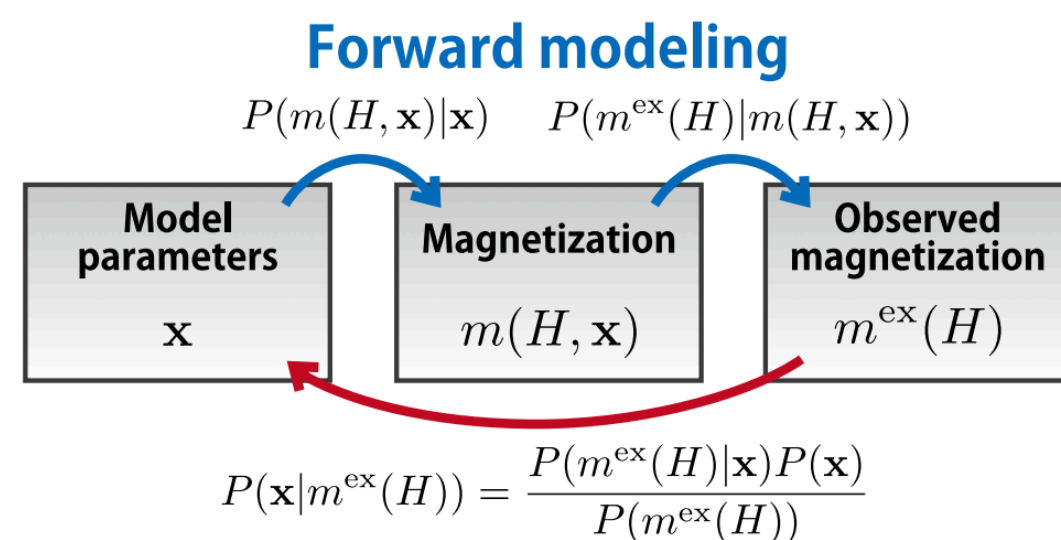 Forward modeling
P(m(H, x)|x) P(m^ex(H)|m(H, x))
Model
parameters
x
Magnetization
m(H, x)
Observed
magnetization
m^ex(H)
P(x|m^ex(H)) = P(m^ex(H)|x)P(x) / P(m^ex(H))